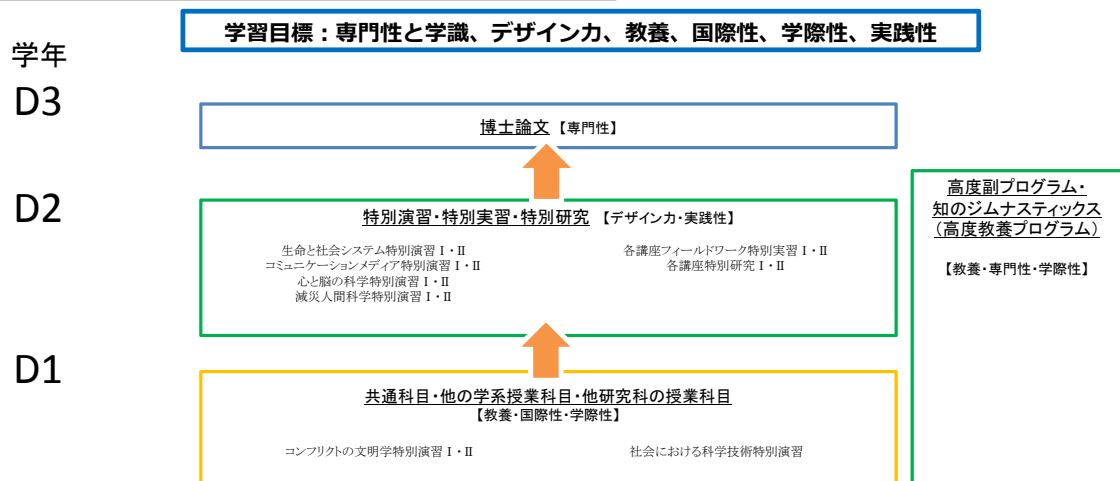 学習目標：専門性と学識、デザイン力、教養、国際性、学際性、実践性
学年
D3
博士論文【専門性】
D2
特別演習・特別実習・特別研究 【デザイン力・実践性】
生命と社会システム特別演習Ⅰ・Ⅱ
コミュニケーションメディア特別演習Ⅰ・Ⅱ
心と脳の科学特別演習Ⅰ・Ⅱ
減災人間科学特別演習Ⅰ・Ⅱ
各講座フィールドワーク特別実習Ⅰ・Ⅱ
各講座特別研究Ⅰ・Ⅱ
高度副プログラム・
知のジムナスティックス
（高度教養プログラム）
【教養・専門性・学際性】
D1
共通科目・他の学系授業科目・他研究科の授業科目
【教養・国際性・学際性】
コンフリクトの文明学特別演習Ⅰ・Ⅱ
社会における科学技術特別演習